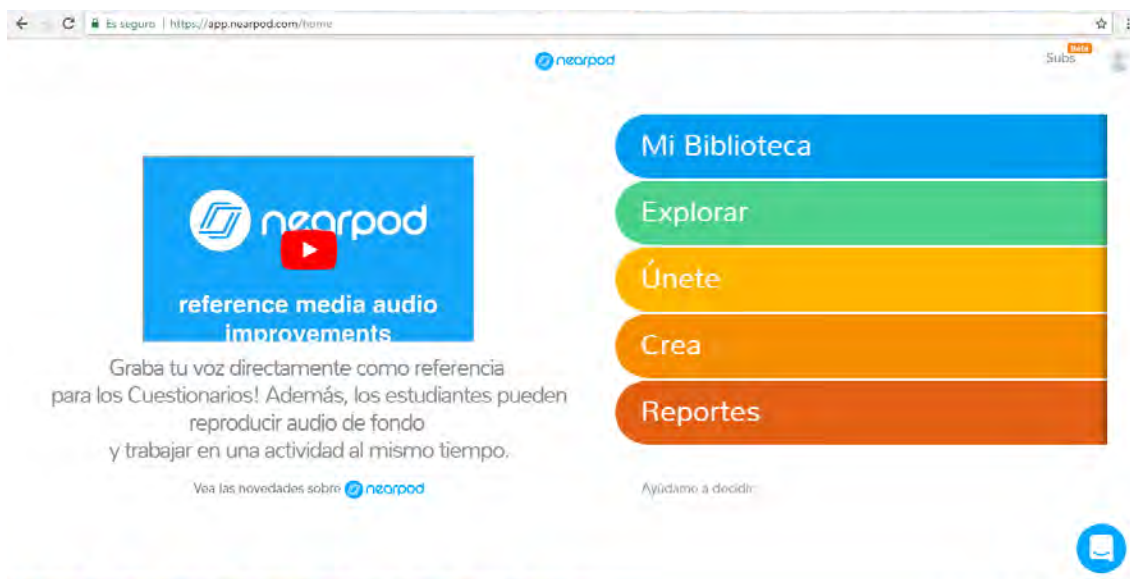 Es seguro | https://app.nearpod.com/home
nearpod
Subs
Beta
nearpod
reference media audio
improvements
Graba tu voz directamente como referencia
para los Cuestionarios! Además, los estudiantes pueden
reproducir audio de fondo
y trabajar en una actividad al mismo tiempo.
Vea las novedades sobre nearpod
Mi Biblioteca
Explorar
Únete
Crea
Reportes
Ayúdame a decidir